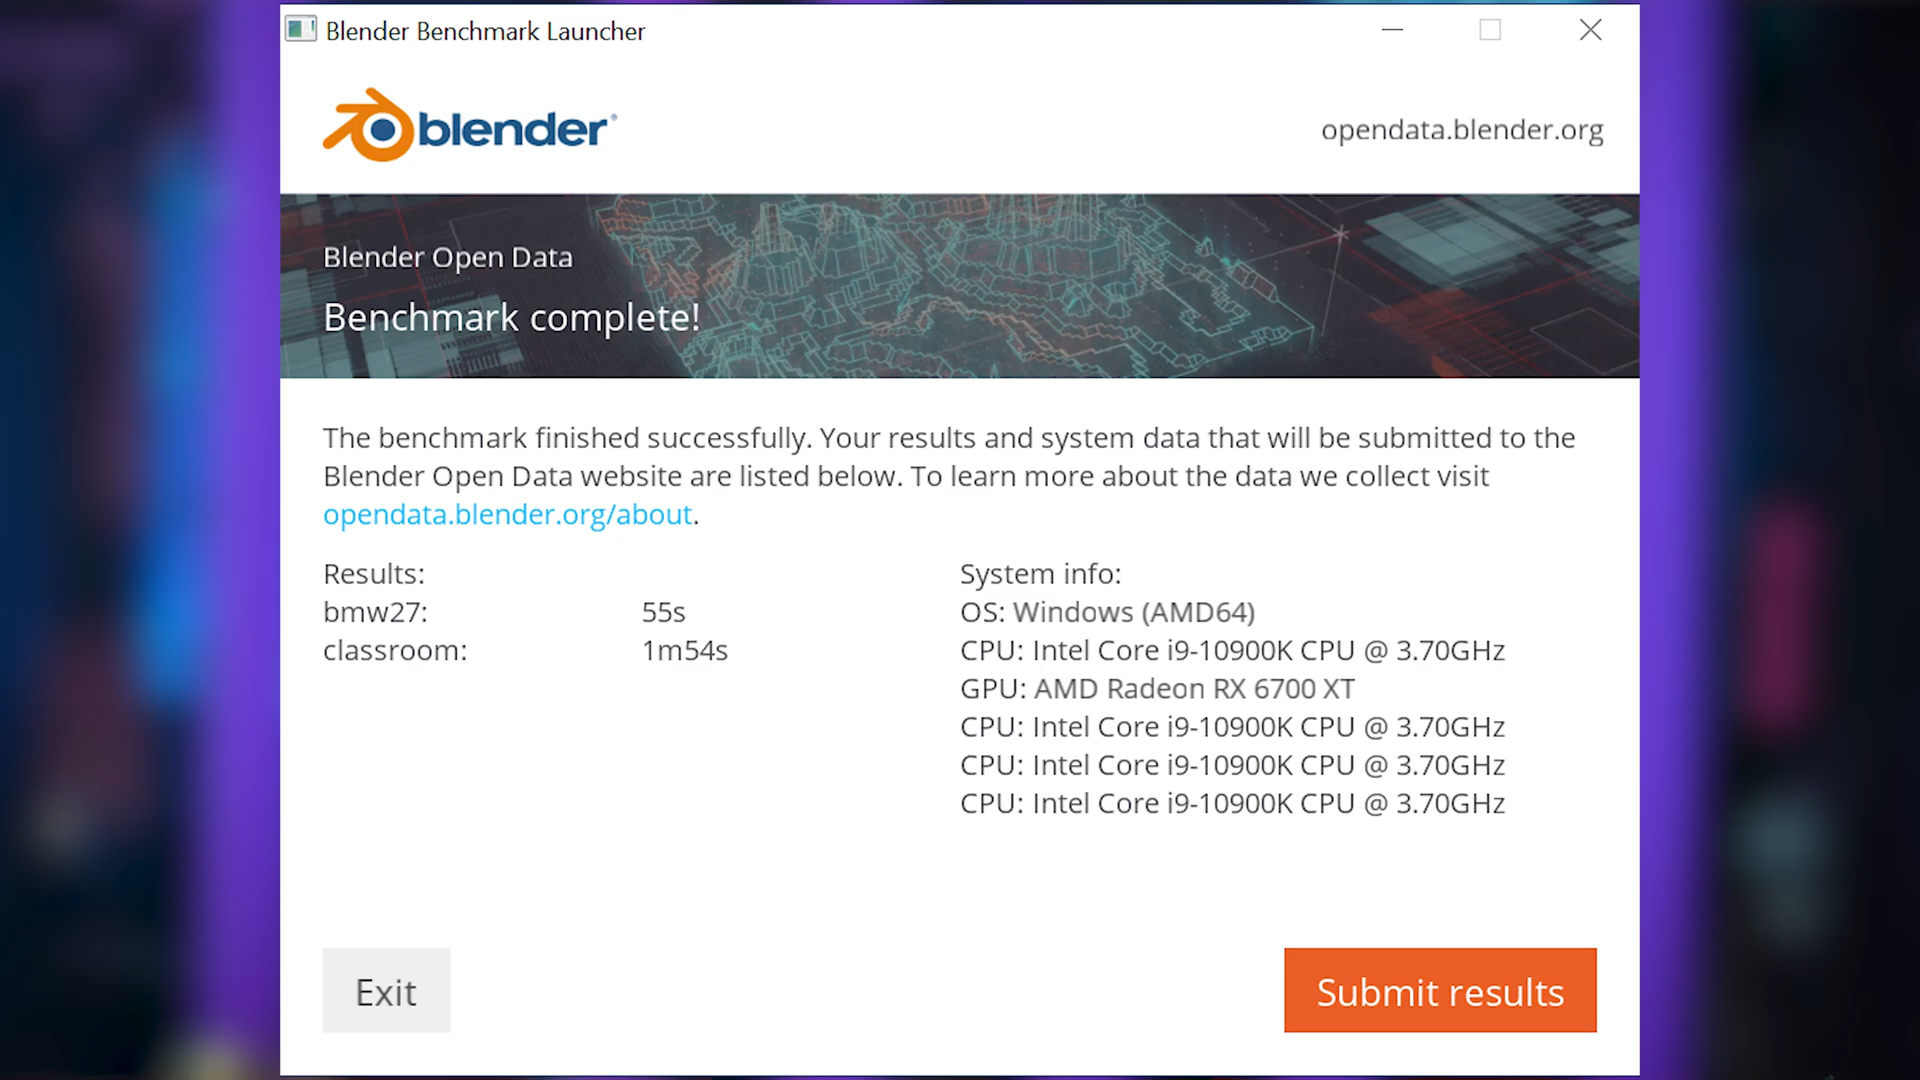 Blender Benchmark Launcher
blender®
opendata.blender.org
Blender Open Data
Benchmark complete!
The benchmark finished successfully. Your results and system data that will be submitted to the
Blender Open Data website are listed below. To learn more about the data we collect visit
opendata.blender.org/about.
Results:
bmw27: 55s
classroom: 1m54s
System info:
OS: Windows (AMD64)
CPU: Intel Core i9-10900K CPU @ 3.70GHz
GPU: AMD Radeon RX 6700 XT
CPU: Intel Core i9-10900K CPU @ 3.70GHz
CPU: Intel Core i9-10900K CPU @ 3.70GHz
CPU: Intel Core i9-10900K CPU @ 3.70GHz
Exit
Submit results